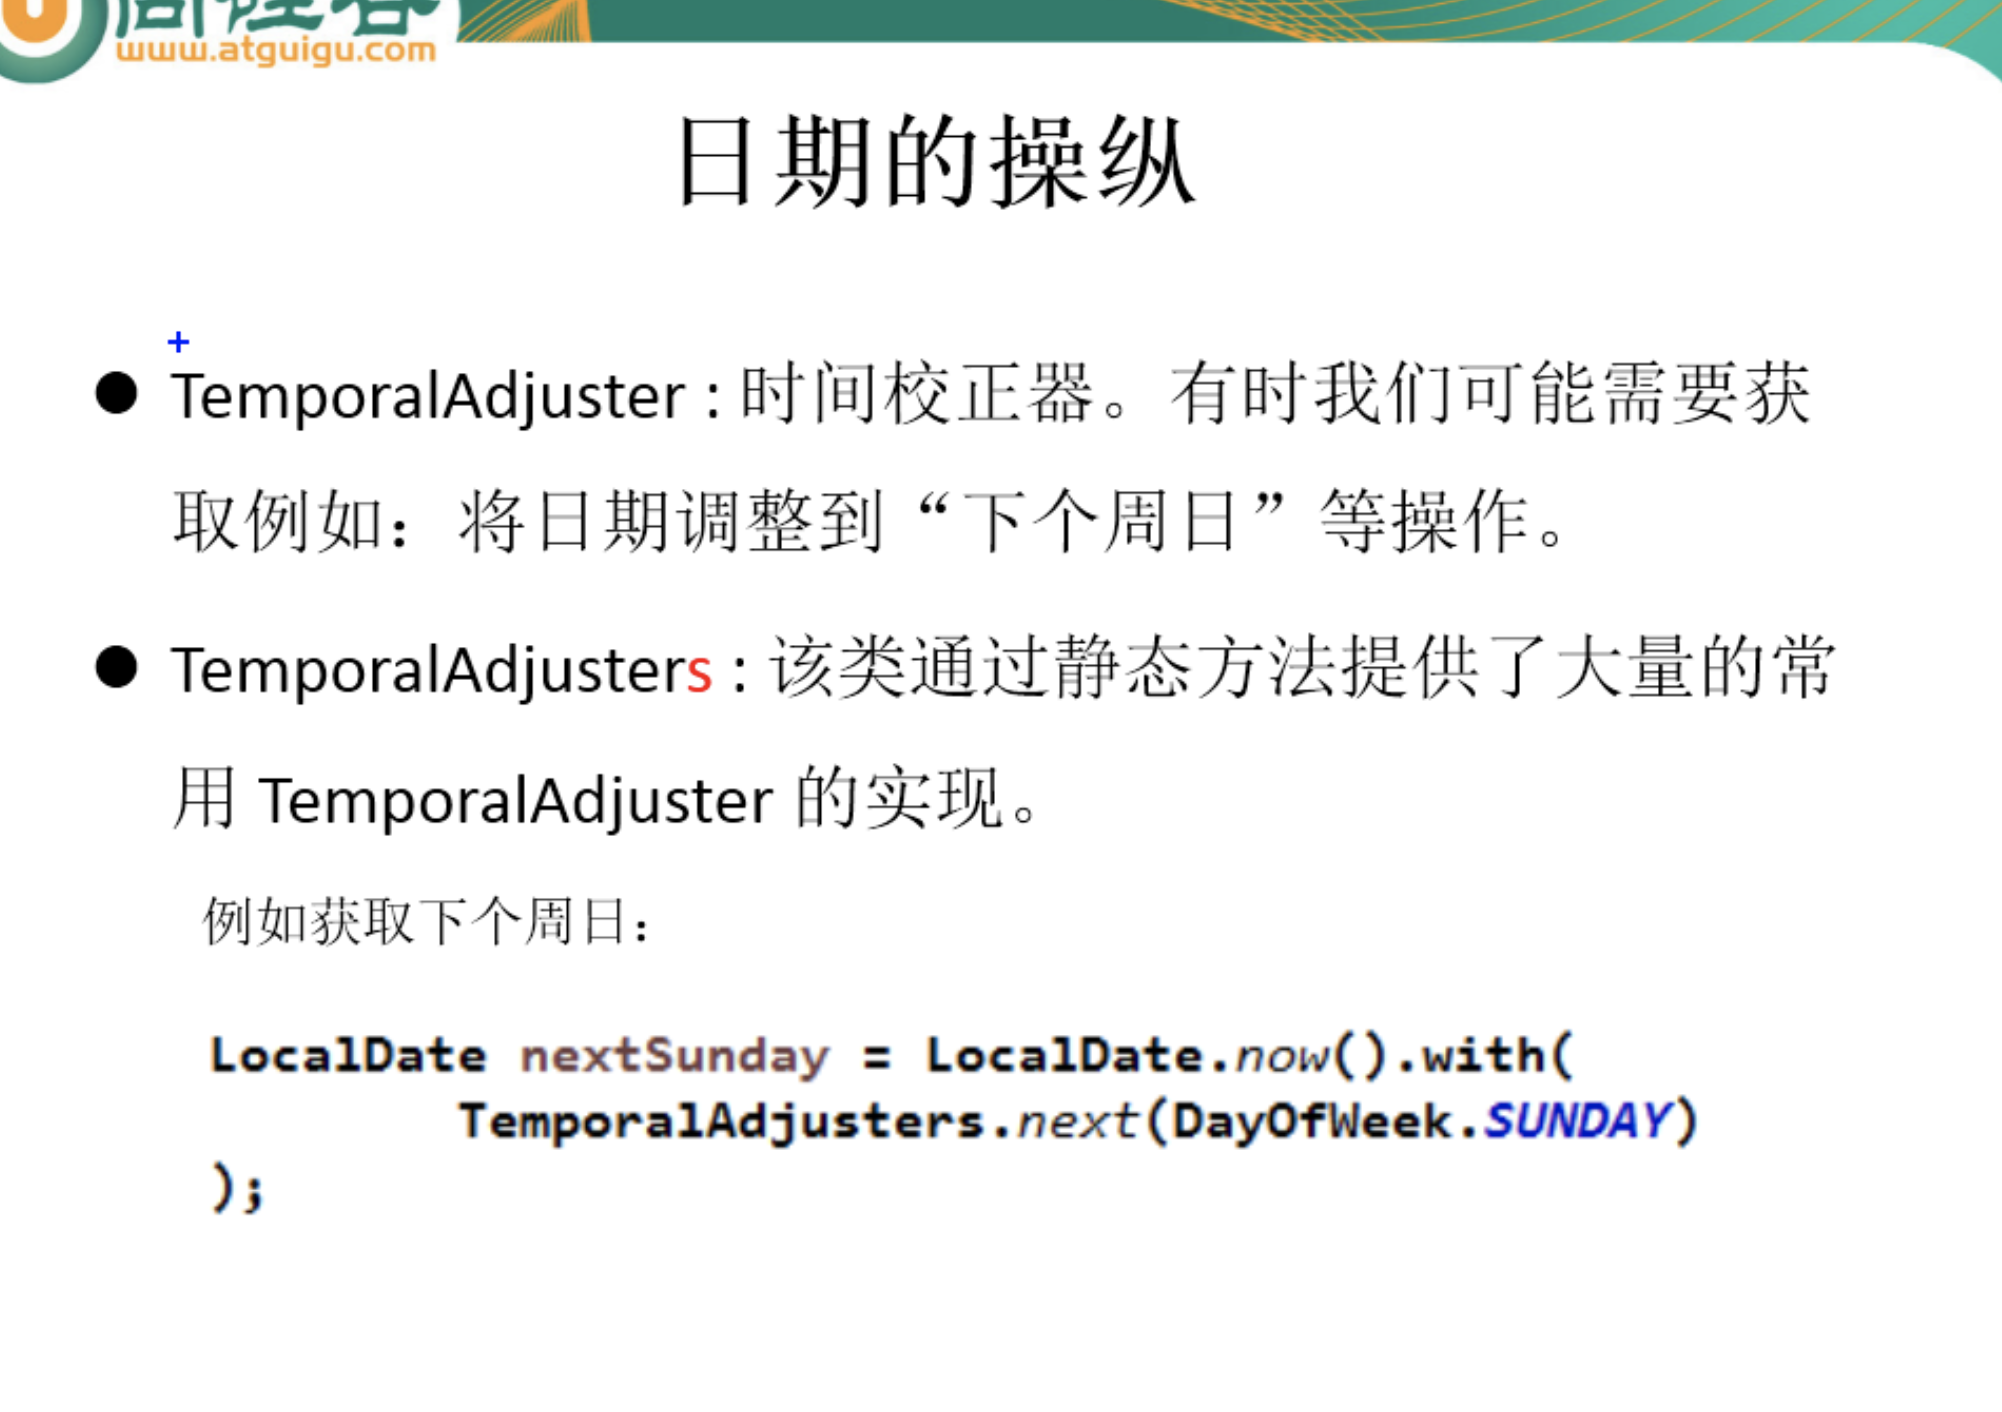 尚硅谷
www.atguigu.com
日期的操纵
+
● TemporalAdjuster : 时间校正器。有时我们可能需要获
取例如：将日期调整到“下个周日”等操作。
● TemporalAdjusters : 该类通过静态方法提供了大量的常
用 TemporalAdjuster 的实现。
例如获取下个周日：
LocalDate nextSunday = LocalDate.now().with(
TemporalAdjusters.next(DayOfWeek.SUNDAY)
);